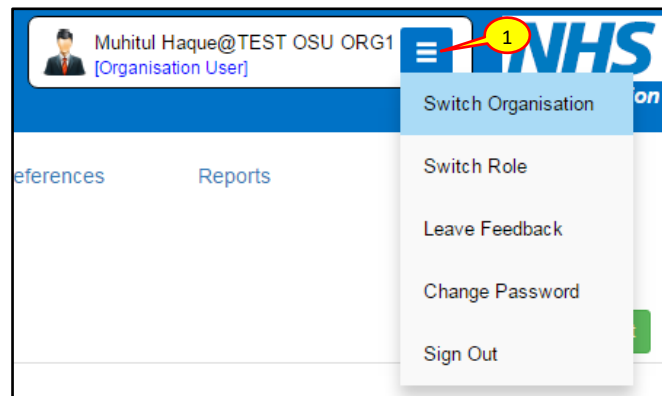 Muhitul Haque@TEST OSU ORG1
[Organisation User]
1
NHS
Switch Organisation
Switch Role
eferences
Reports
Leave Feedback
Change Password
Sign Out